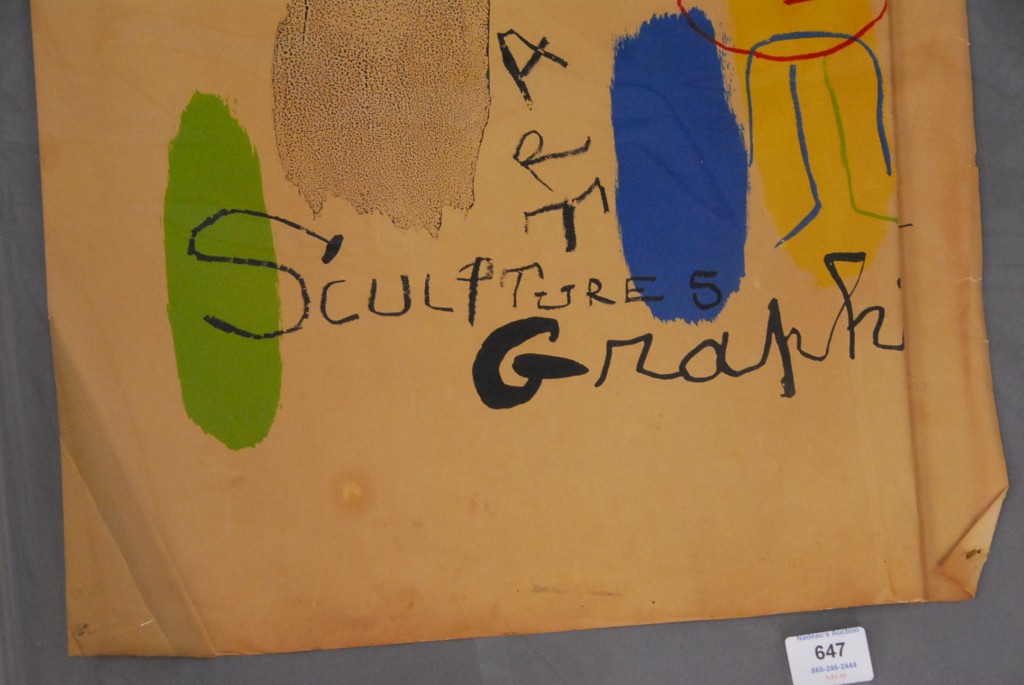 ART
SCULPTURES
Graphi
Nadeau's Auction
647
860-246-2444